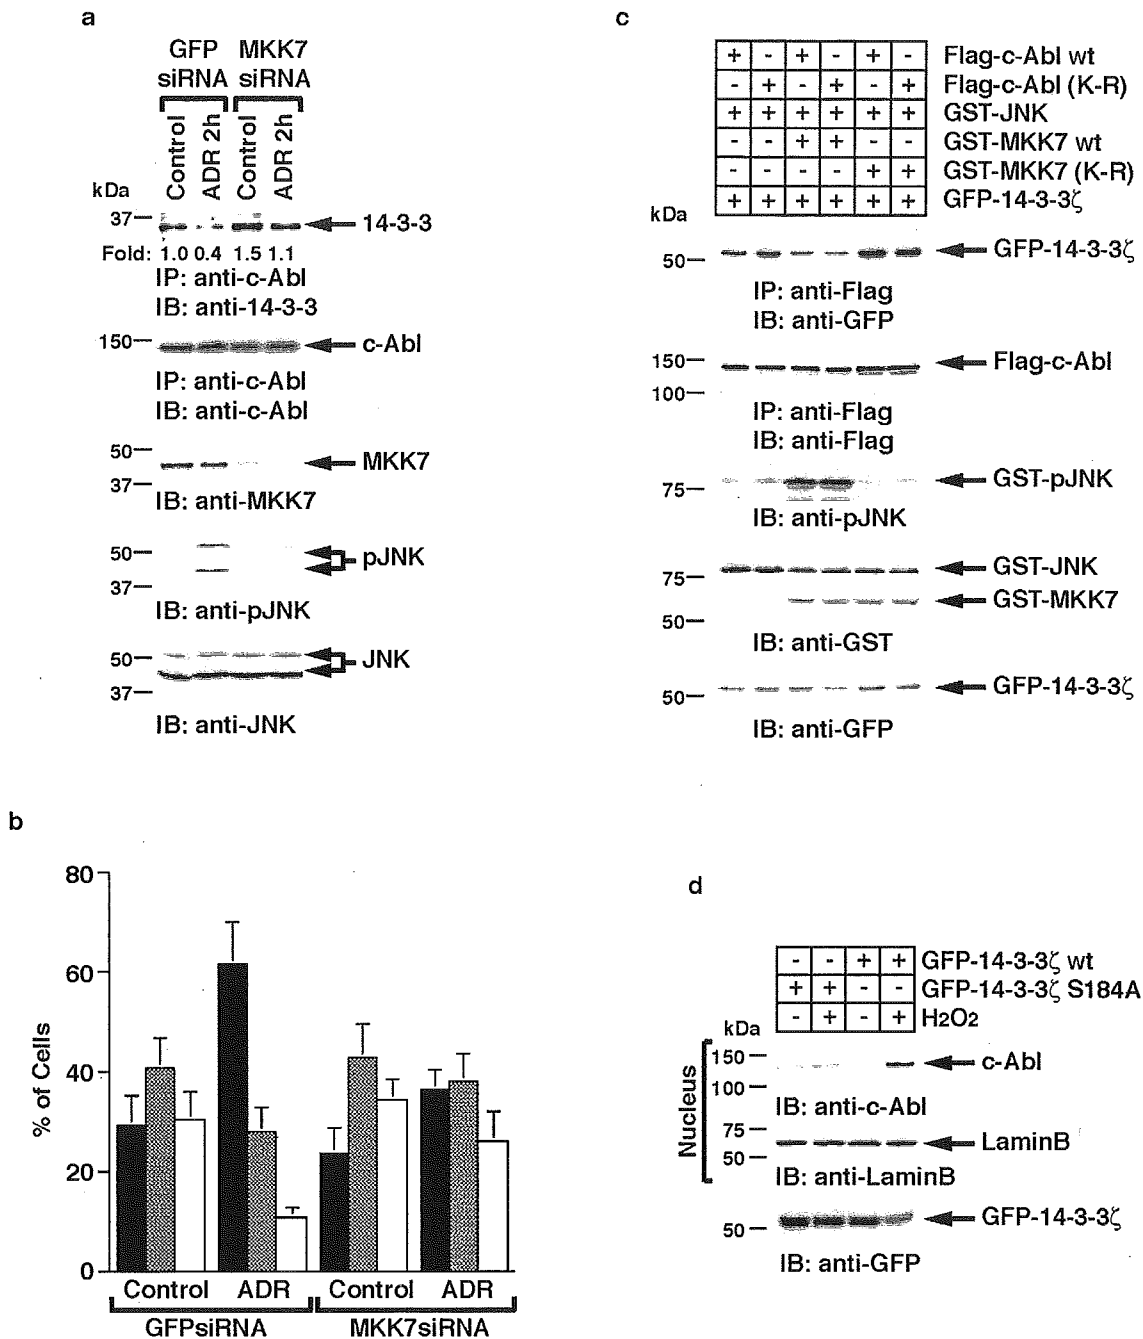 a
GFP siRNA
MKK7 siRNA
Control
ADR 2h
Control
ADR 2h
kDa
37
14-3-3
Fold: 1.0 0.4 1.5 1.1
IP: anti-c-Abl
IB: anti-14-3-3
150
c-Abl
IP: anti-c-Abl
IB: anti-c-Abl
50
MKK7
37
IB: anti-MKK7
50
pJNK
37
IB: anti-pJNK
50
JNK
37
IB: anti-JNK
b
80
60
40
20
0
% of Cells
Control ADR Control ADR
GFPsiRNA MKK7siRNA
c
+ - + - + - Flag-c-Abl wt
- + - + - + Flag-c-Abl (K-R)
+ + + + + + GST-JNK
- - + + - - GST-MKK7 wt
- - - - + + GST-MKK7 (K-R)
+ + + + + + GFP-14-3-3ζ
kDa
50
GFP-14-3-3ζ
IP: anti-Flag
IB: anti-GFP
150
Flag-c-Abl
100
IP: anti-Flag
IB: anti-Flag
75
GST-pJNK
IB: anti-pJNK
75
GST-JNK
GST-MKK7
50
IB: anti-GST
50
GFP-14-3-3ζ
IB: anti-GFP
d
- - + + GFP-14-3-3ζ wt
+ + - - GFP-14-3-3ζ S184A
- + - + H2O2
kDa
Nucleus
150
c-Abl
100
IB: anti-c-Abl
75
LaminB
50
IB: anti-LaminB
50
GFP-14-3-3ζ
IB: anti-GFP